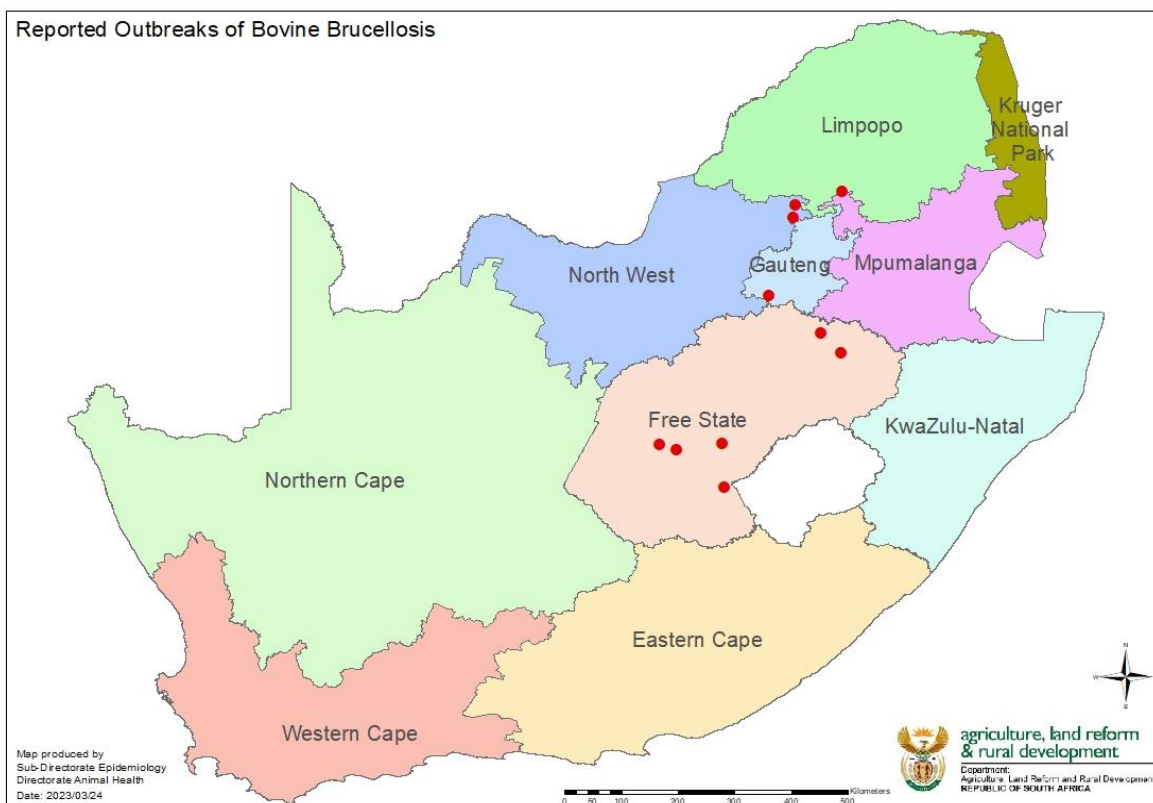 Reported Outbreaks of Bovine Brucellosis
Limpopo
Kruger
National
Park
North West
Gauteng
Mpumalanga
Free State
KwaZulu-Natal
Northern Cape
Eastern Cape
Western Cape
N
W
S
Map produced by
Sub-Directorate Epidemiology
Directorate Animal Health
Date: 2023/03/24
Kilometers
0 50 100 200 300 400 500
agriculture, land reform
& rural development
Department:
Agriculture, Land Reform and Rural Development
REPUBLIC OF SOUTH AFRICA